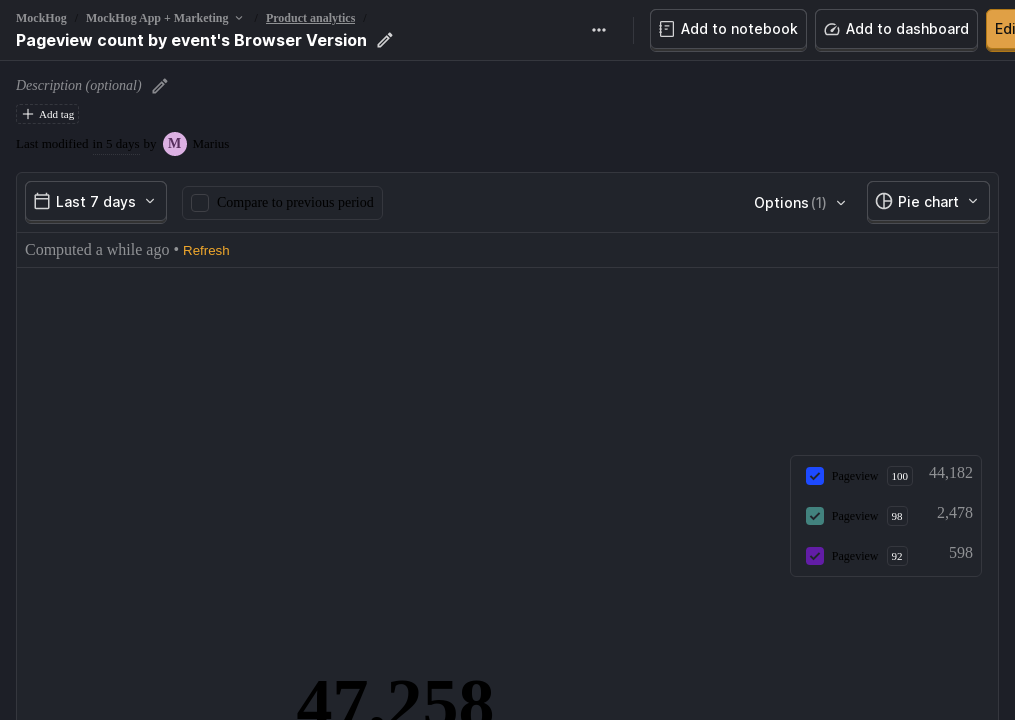 MockHog / MockHog App + Marketing / Product analytics /
Pageview count by event's Browser Version
Add to notebook
Add to dashboard
Edi
Description (optional)
Add tag
Last modified in 5 days by M Marius
Last 7 days
Compare to previous period
Options (1)
Pie chart
Computed a while ago • Refresh
Pageview 100 44,182
Pageview 98 2,478
Pageview 92 598
47,258